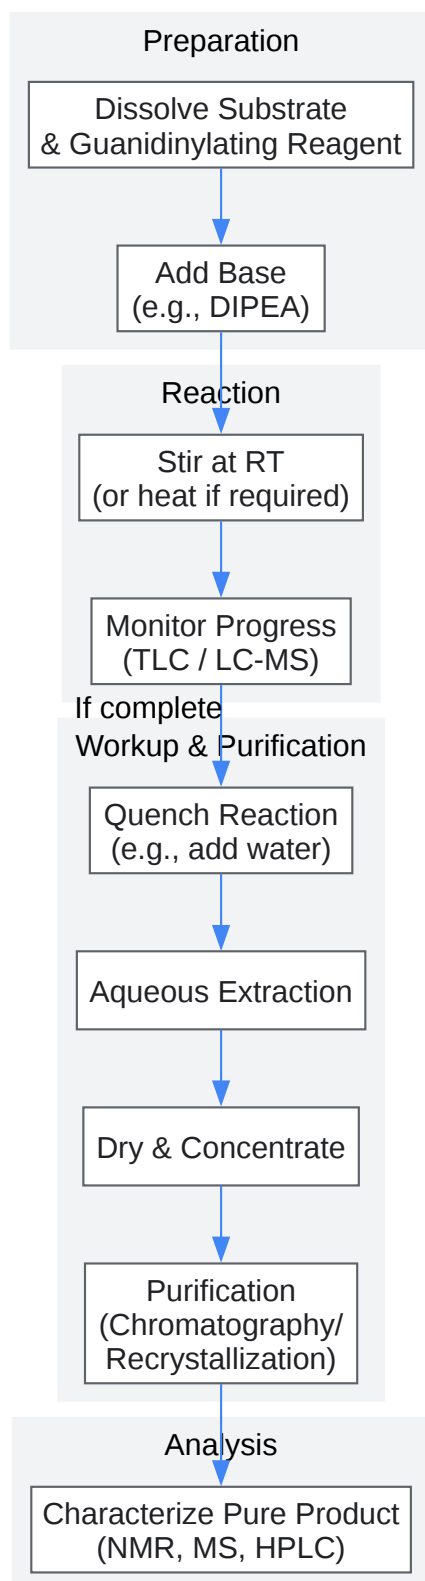 Preparation
Dissolve Substrate
& Guanidinylating Reagent
Add Base
(e.g., DIPEA)
Reaction
Stir at RT
(or heat if required)
Monitor Progress
(TLC / LC-MS)
If complete
Workup & Purification
Quench Reaction
(e.g., add water)
Aqueous Extraction
Dry & Concentrate
Purification
(Chromatography/
Recrystallization)
Analysis
Characterize Pure Product
(NMR, MS, HPLC)